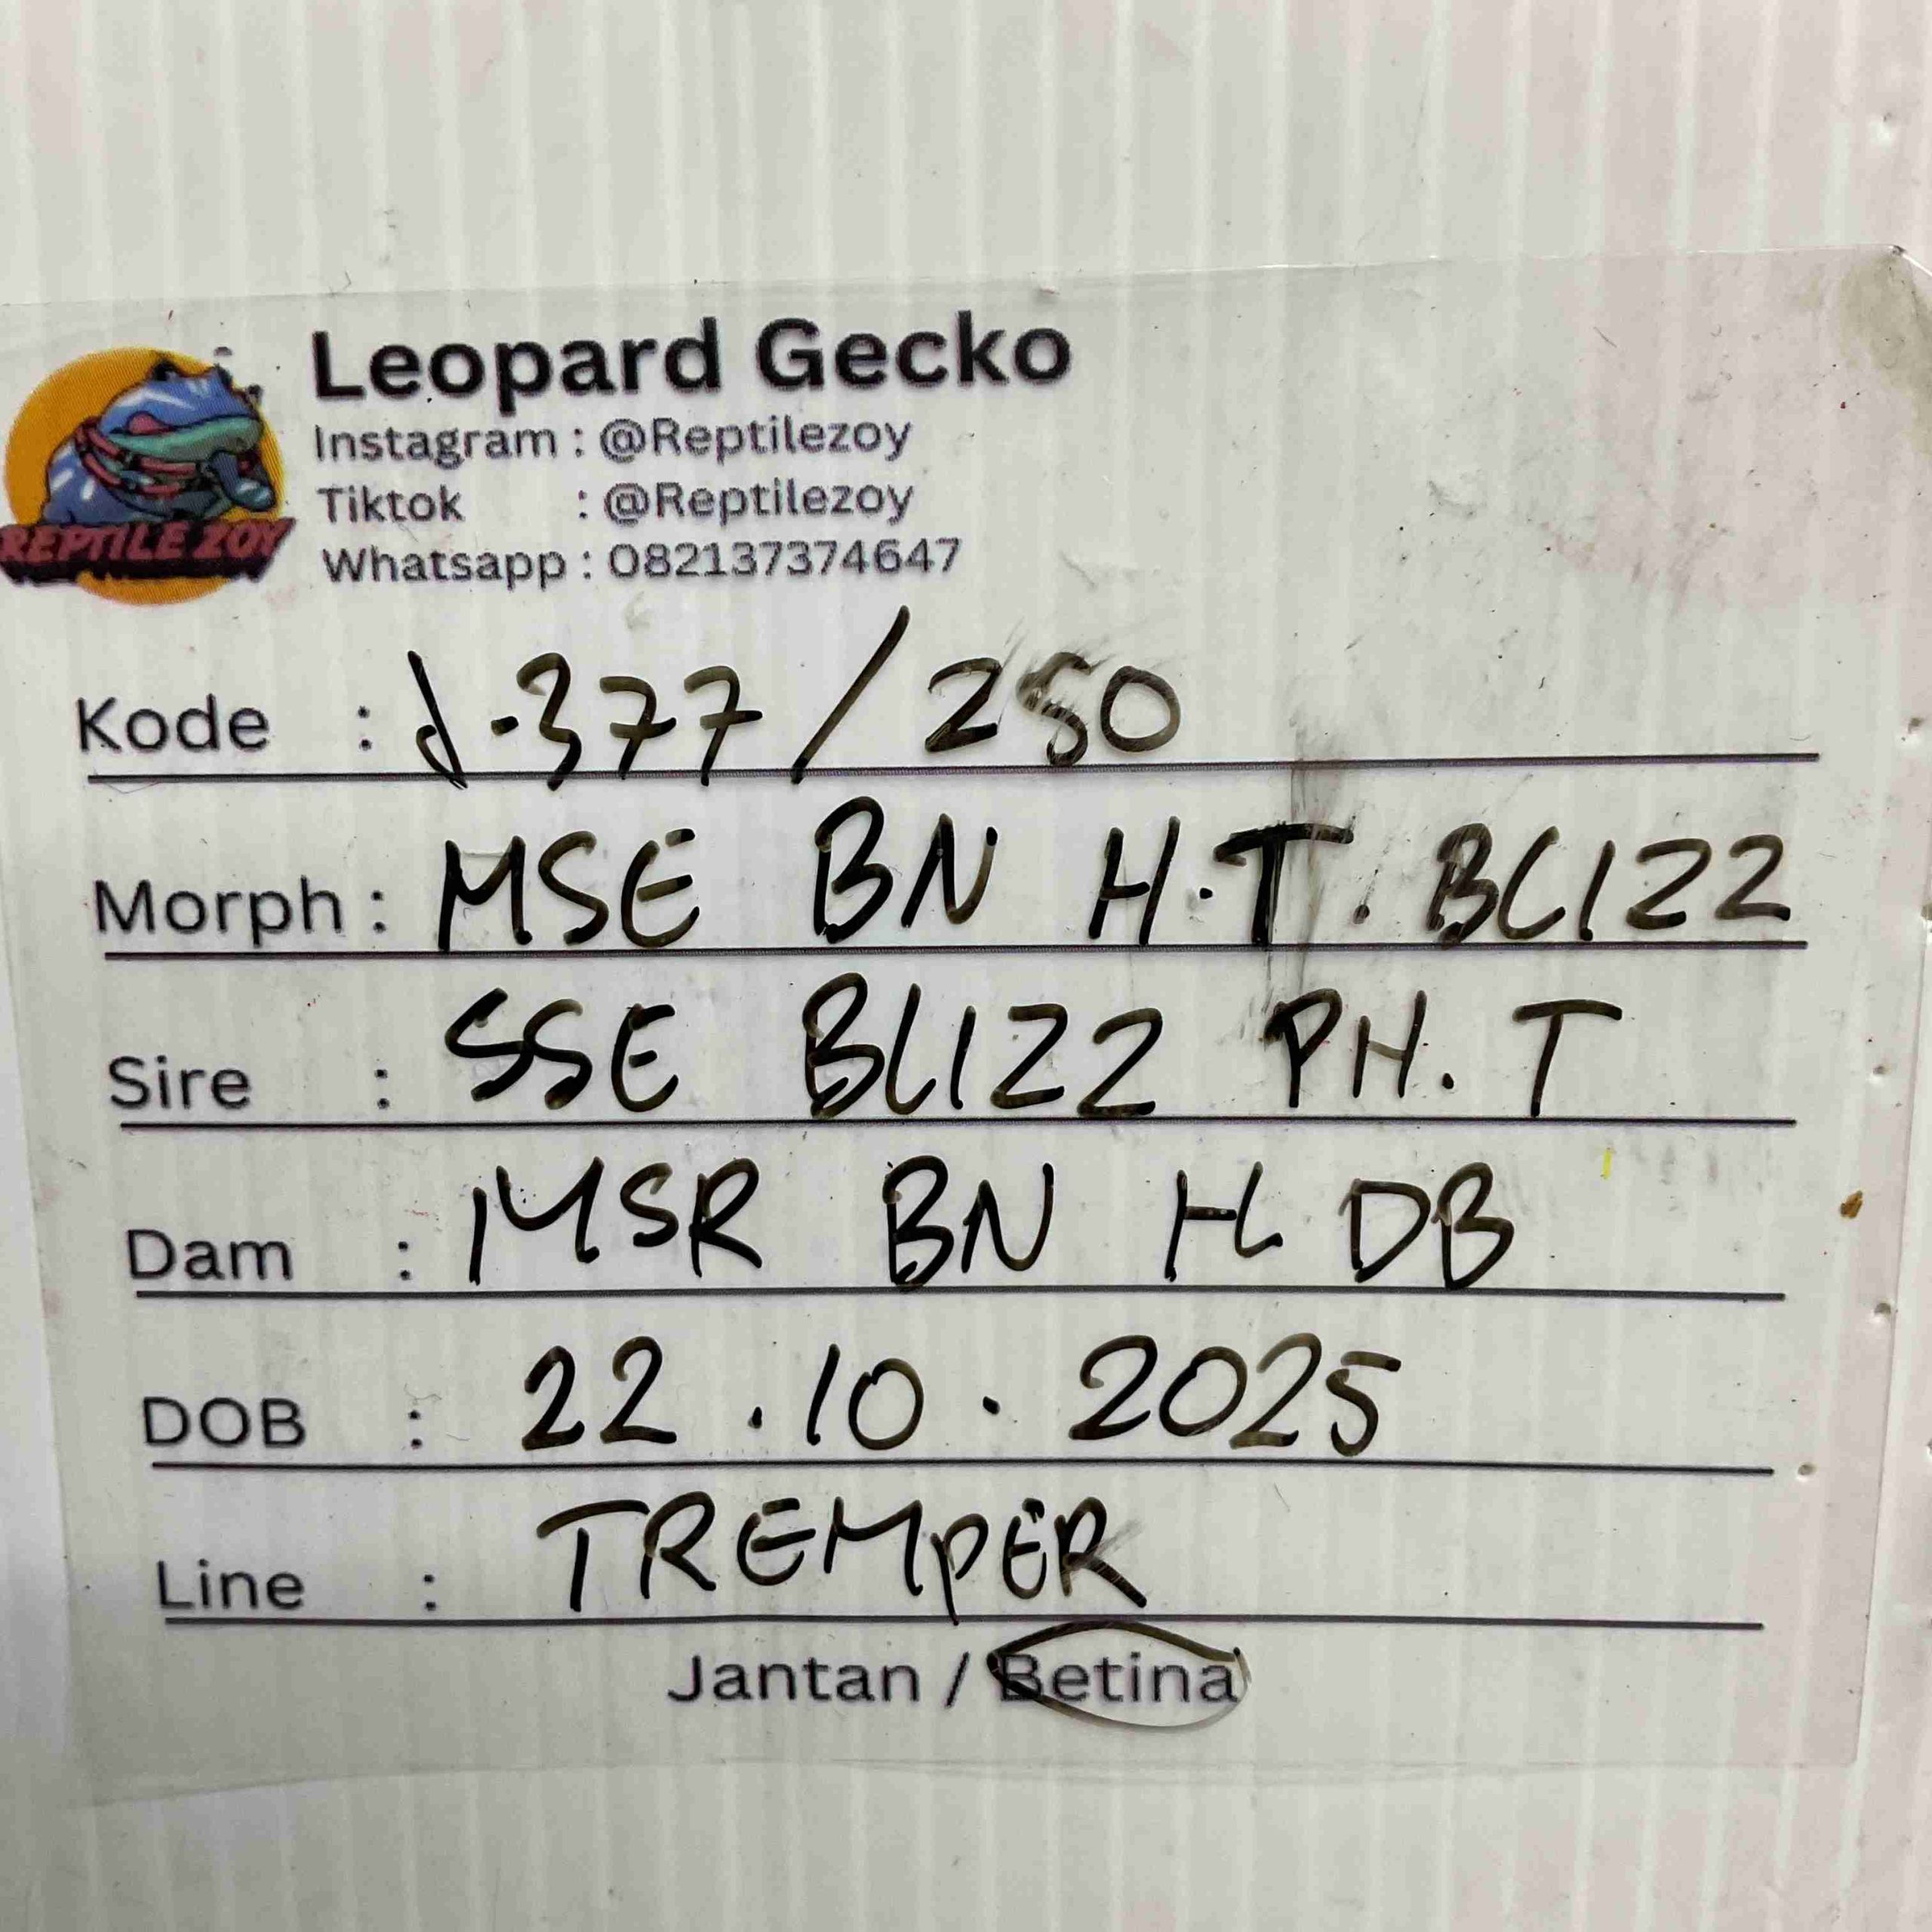 REPTILE ZOY
Leopard Gecko
Instagram : @Reptilezoy
Tiktok : @Reptilezoy
Whatsapp : 082137374647
Kode : d-377/250
Morph : MSE BN H.T. BLIZZ
Sire : SSE BLIZZ PH. T
Dam : MSR BN H DB
DOB : 22.10.2025
Line : TREMPER
Jantan / Betina